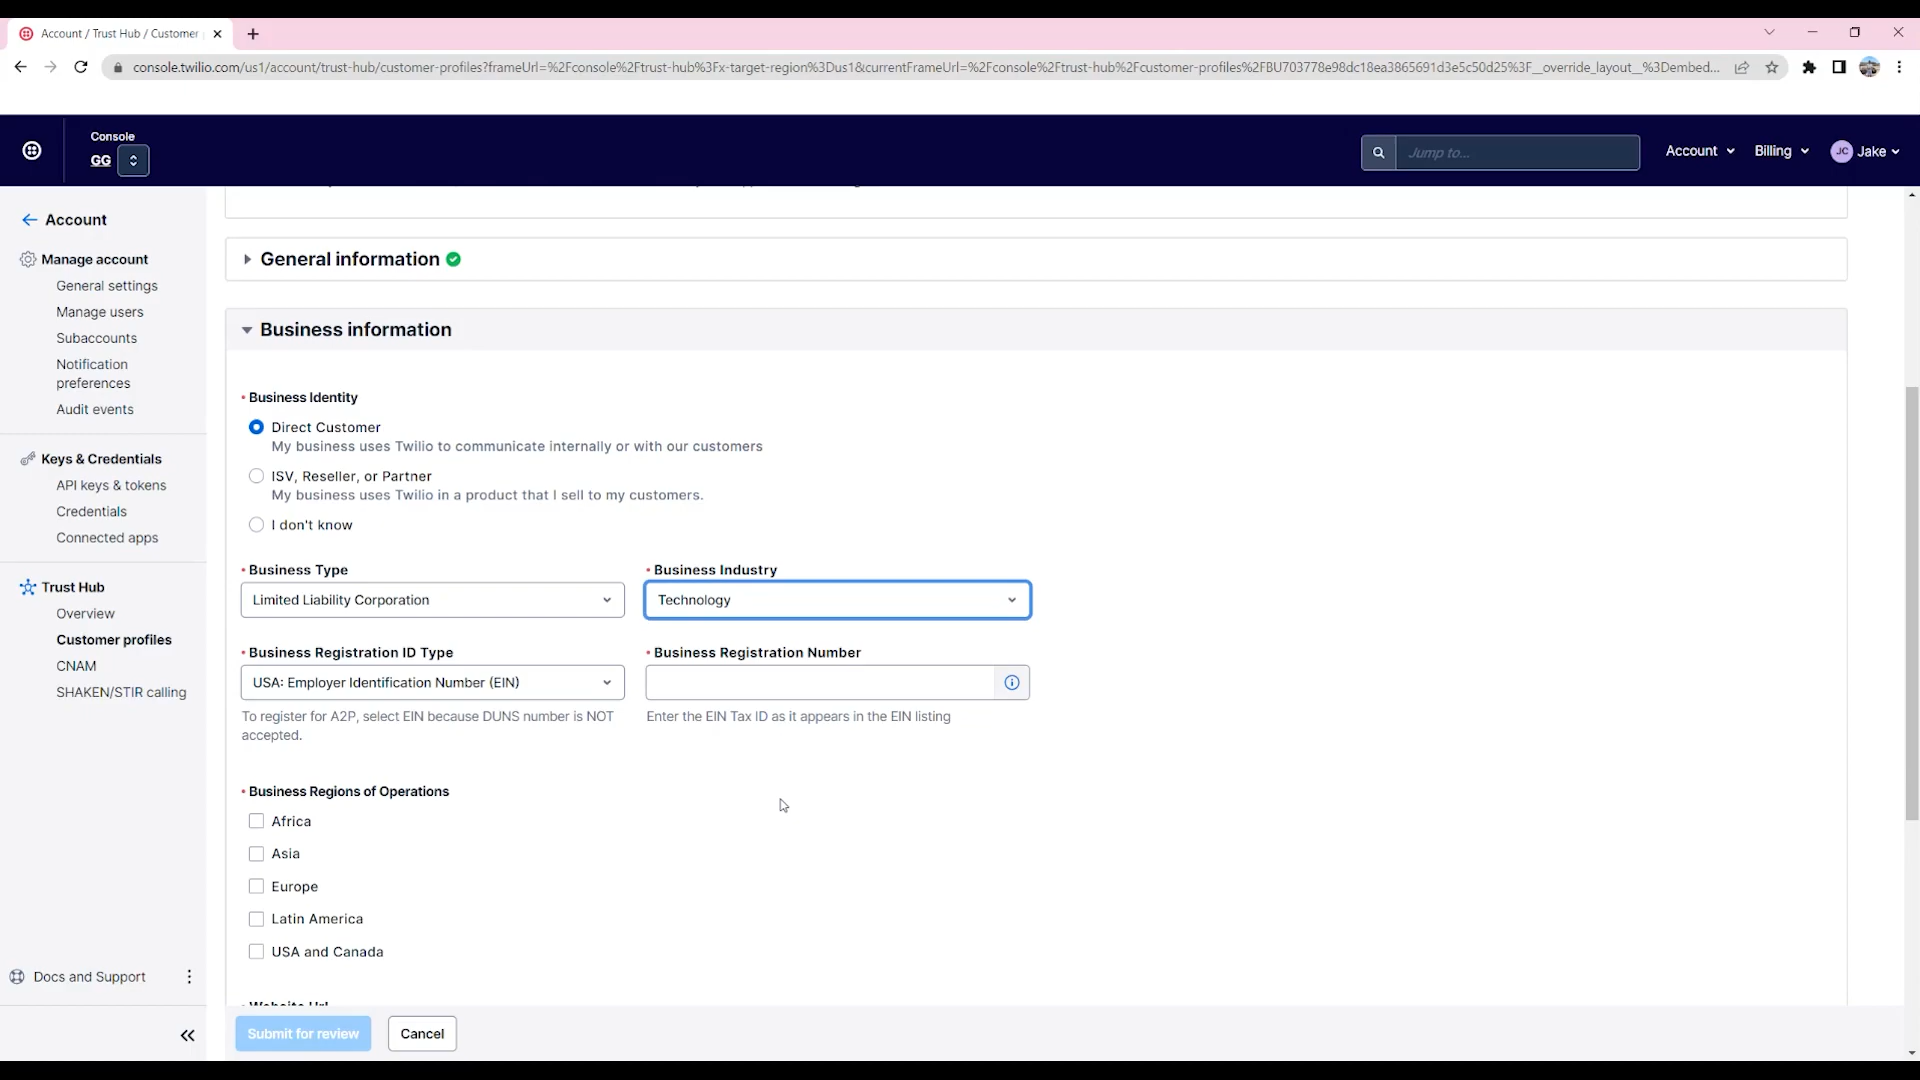 Account / Trust Hub / Customer
console.twilio.com/us1/account/trust-hub/customer-profiles?frameUrl=%2Fconsole%2Ftrust-hub%3Fx-target-region%3Dus1&currentFrameUrl=%2Fconsole%2Ftrust-hub%2Fcustomer-profiles%2FBU703778e98dc18ea3865691d3e5c50d25%3F__override_layout__%3Dembed...
Console
GG
Jump to...
Account
Billing
JC Jake
Account
Manage account
General settings
Manage users
Subaccounts
Notification
preferences
Audit events
Keys & Credentials
API keys & tokens
Credentials
Connected apps
Trust Hub
Overview
Customer profiles
CNAM
SHAKEN/STIR calling
Docs and Support
General information
Business information
Business Identity
Direct Customer
My business uses Twilio to communicate internally or with our customers
ISV, Reseller, or Partner
My business uses Twilio in a product that I sell to my customers.
I don't know
Business Type
Business Industry
Limited Liability Corporation
Technology
Business Registration ID Type
Business Registration Number
USA: Employer Identification Number (EIN)
To register for A2P, select EIN because DUNS number is NOT
accepted.
Enter the EIN Tax ID as it appears in the EIN listing
Business Regions of Operations
Africa
Asia
Europe
Latin America
USA and Canada
Website Url
Submit for review
Cancel